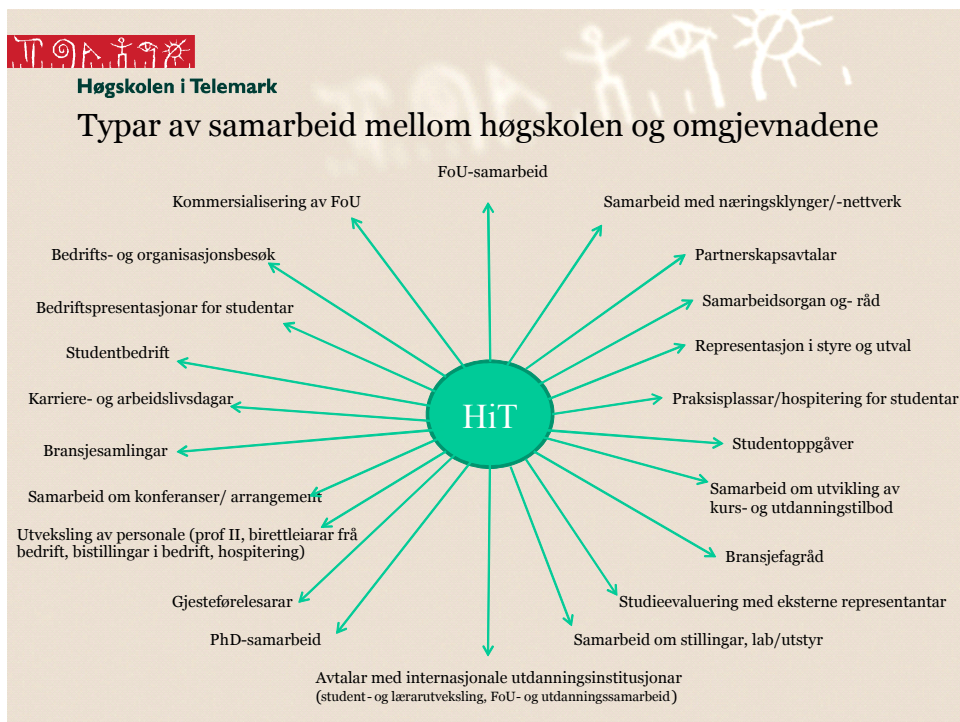 Høgskolen i Telemark
Typar av samarbeid mellom høgskolen og omgjevnadene
FoU-samarbeid
Kommersialisering av FoU
Samarbeid med næringsklynger/-nettverk
Bedrifts- og organisasjonsbesøk
Partnerskapsavtalar
Bedriftspresentasjonar for studentar
Samarbeidsorgan og- råd
Studentbedrift
Representasjon i styre og utval
Karriere- og arbeidslivsdagar
HiT
Praksisplassar/hospitering for studentar
Bransjesamlingar
Studentoppgåver
Samarbeid om konferanser/ arrangement
Samarbeid om utvikling av
kurs- og utdanningstilbod
Utveksling av personale (prof II, birettleiarar frå
bedrift, bistillingar i bedrift, hospitering)
Bransjefagråd
Gjesteførelesarar
Studieevaluering med eksterne representantar
PhD-samarbeid
Samarbeid om stillingar, lab/utstyr
Avtalar med internasjonale utdanningsinstitusjonar
(student- og lærarutveksling, FoU- og utdanningssamarbeid)